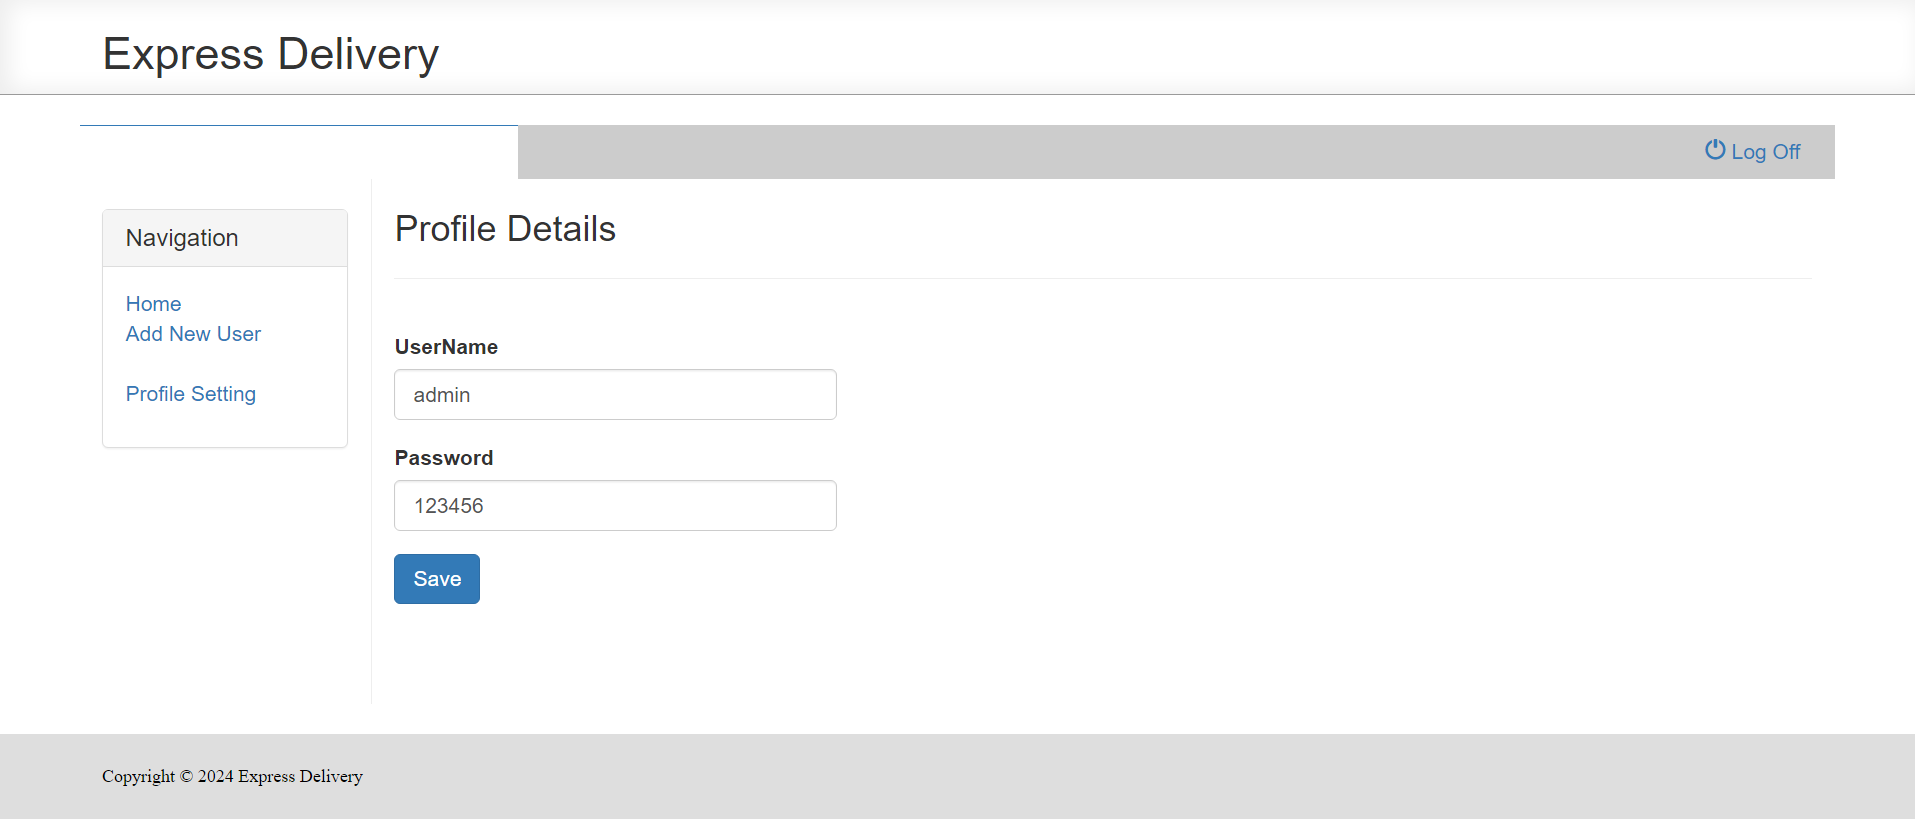 Express Delivery
Log Off
Navigation
Home
Add New User
Profile Setting
Profile Details
UserName
admin
Password
123456
Save
Copyright © 2024 Express Delivery